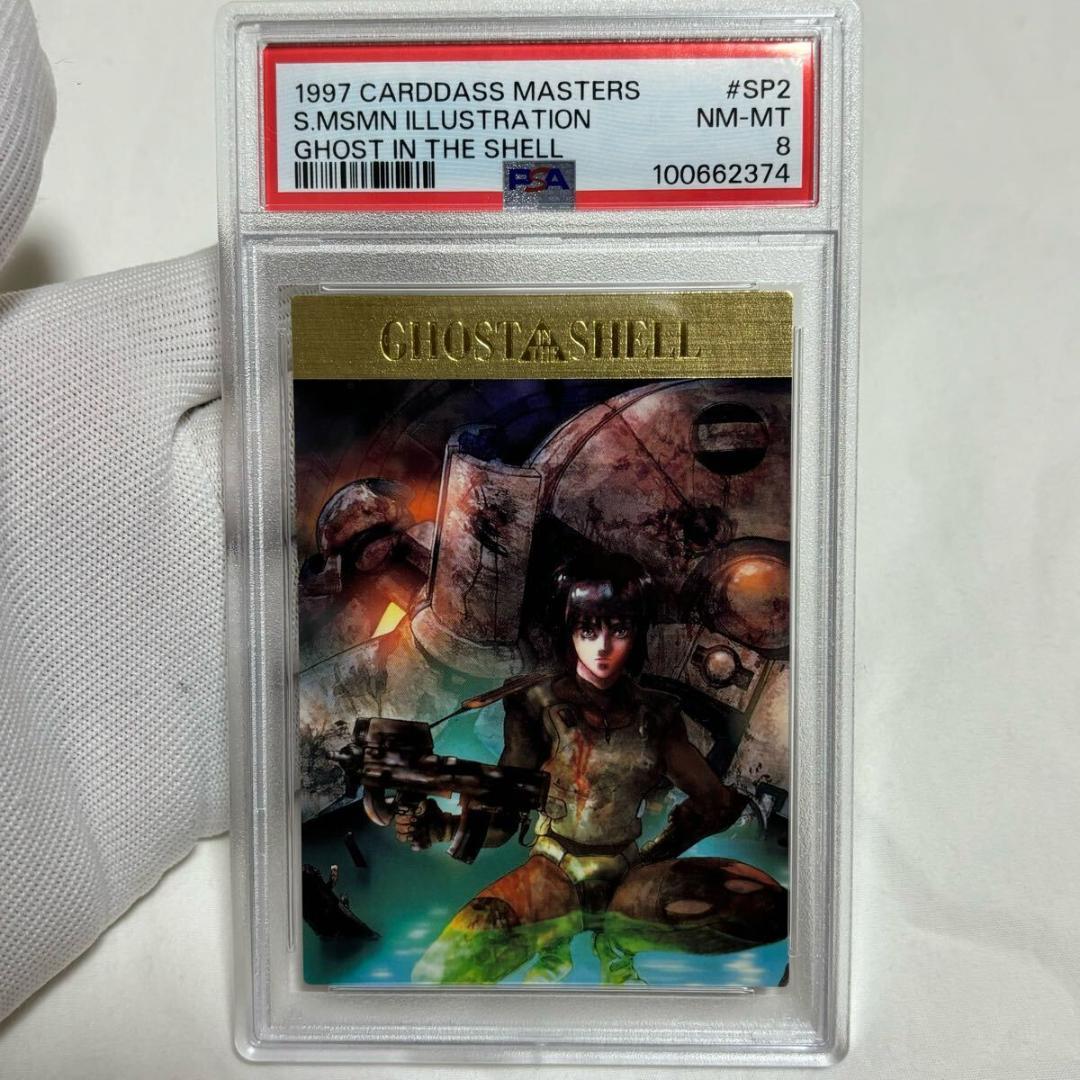 1997 CARDDASS MASTERS #SP2
S.MSMN ILLUSTRATION NM-MT
GHOST IN THE SHELL 8
PSA 100662374
GHOST IN THE SHELL